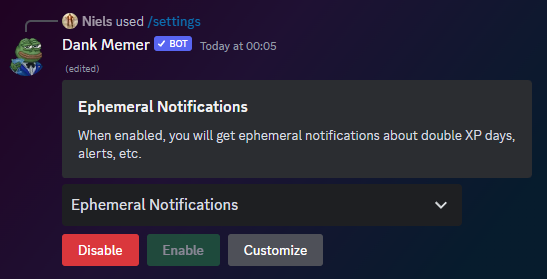 Niels used /settings
Dank Memer ✓ BOT Today at 00:05
(edited)
Ephemeral Notifications
When enabled, you will get ephemeral notifications about double XP days,
alerts, etc.
Ephemeral Notifications
Disable Enable Customize